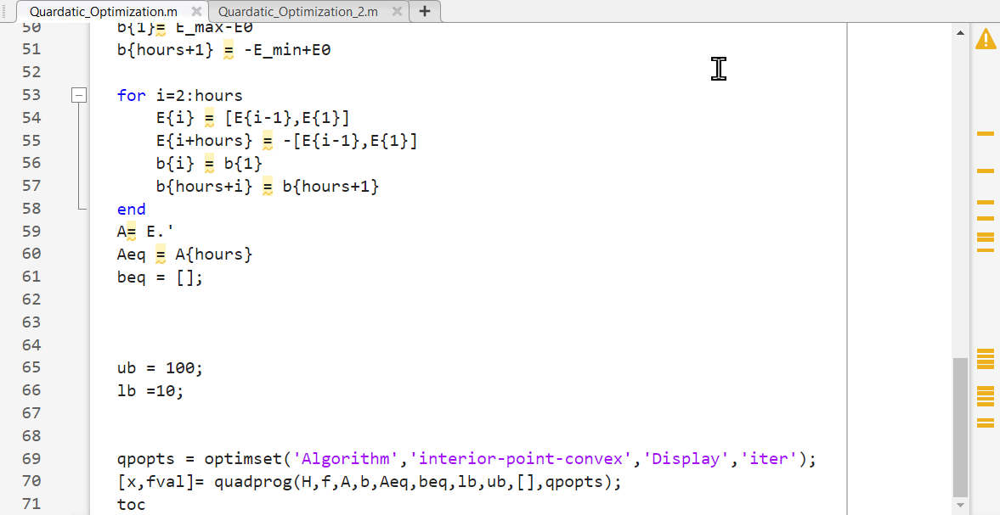 Quardatic_Optimization.m × Quardatic_Optimization_2.m × +
50 b{1}= E_max-E0
51 b{hours+1} = -E_min+E0
52
53 for i=2:hours
54 E{i} = [E{i-1},E{1}]
55 E{i+hours} = -[E{i-1},E{1}]
56 b{i} = b{1}
57 b{hours+i} = b{hours+1}
58 end
59 A= E.'
60 Aeq = A{hours}
61 beq = [];
62
63
64
65 ub = 100;
66 lb =10;
67
68
69 qpopts = optimset('Algorithm','interior-point-convex','Display','iter');
70 [x,fval]= quadprog(H,f,A,b,Aeq,beq,lb,ub,[],qpopts);
71 toc